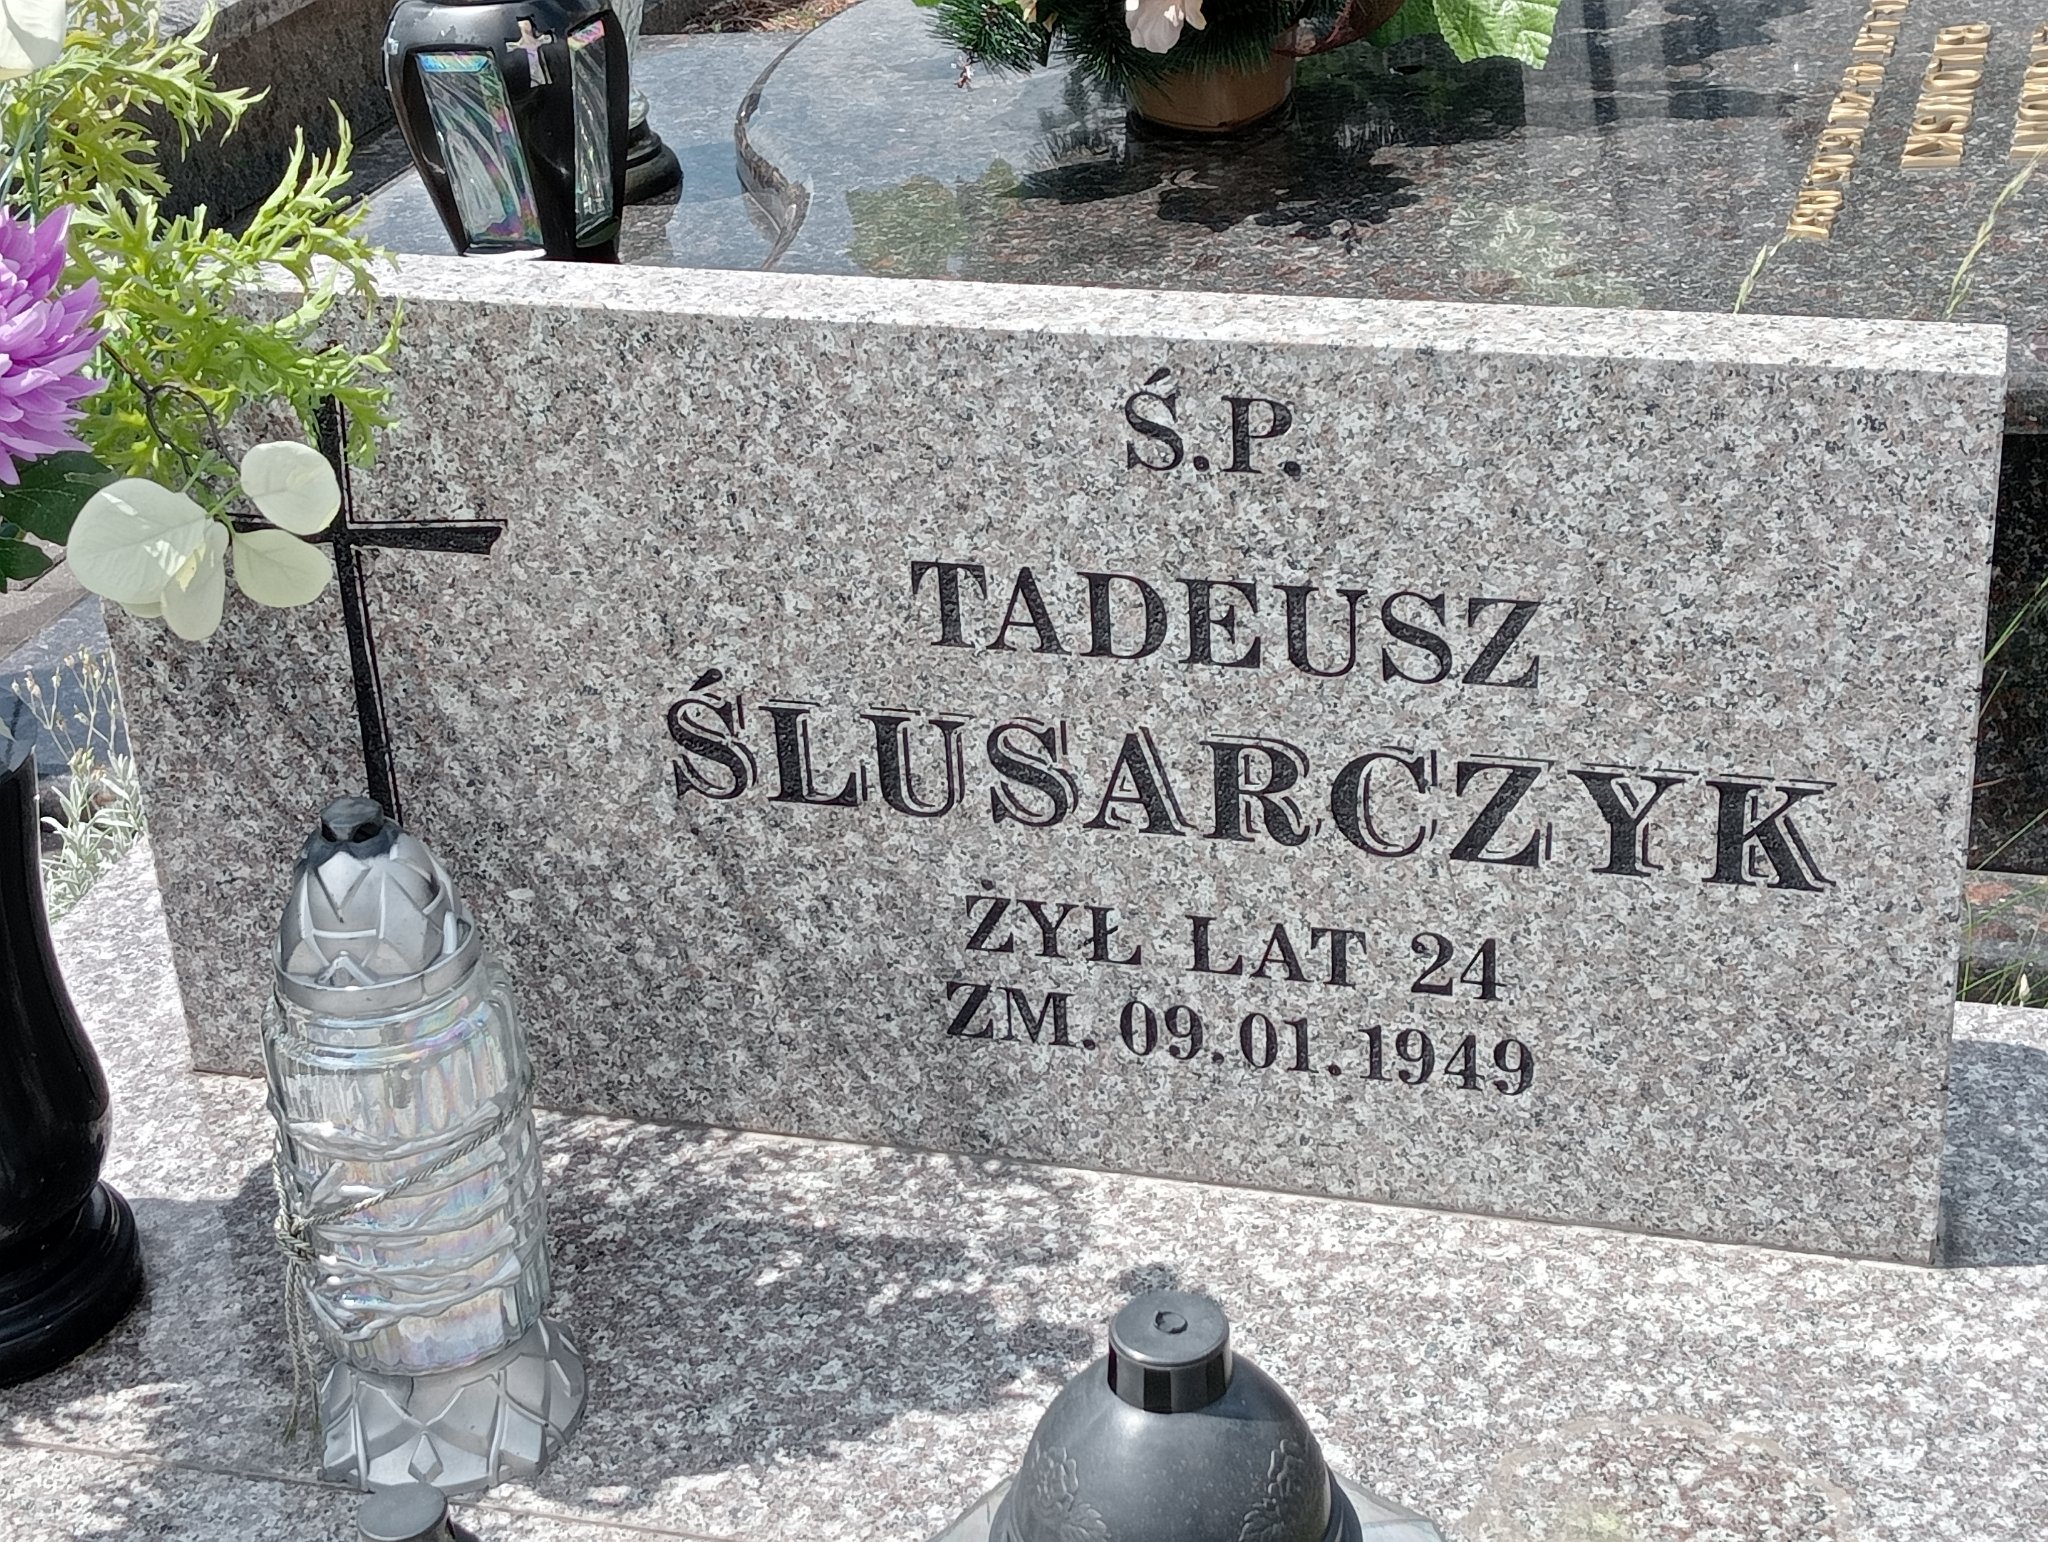 Ś.P.
TADEUSZ
ŚLUSARCZYK
ŻYŁ LAT 24
ZM. 09.01.1949